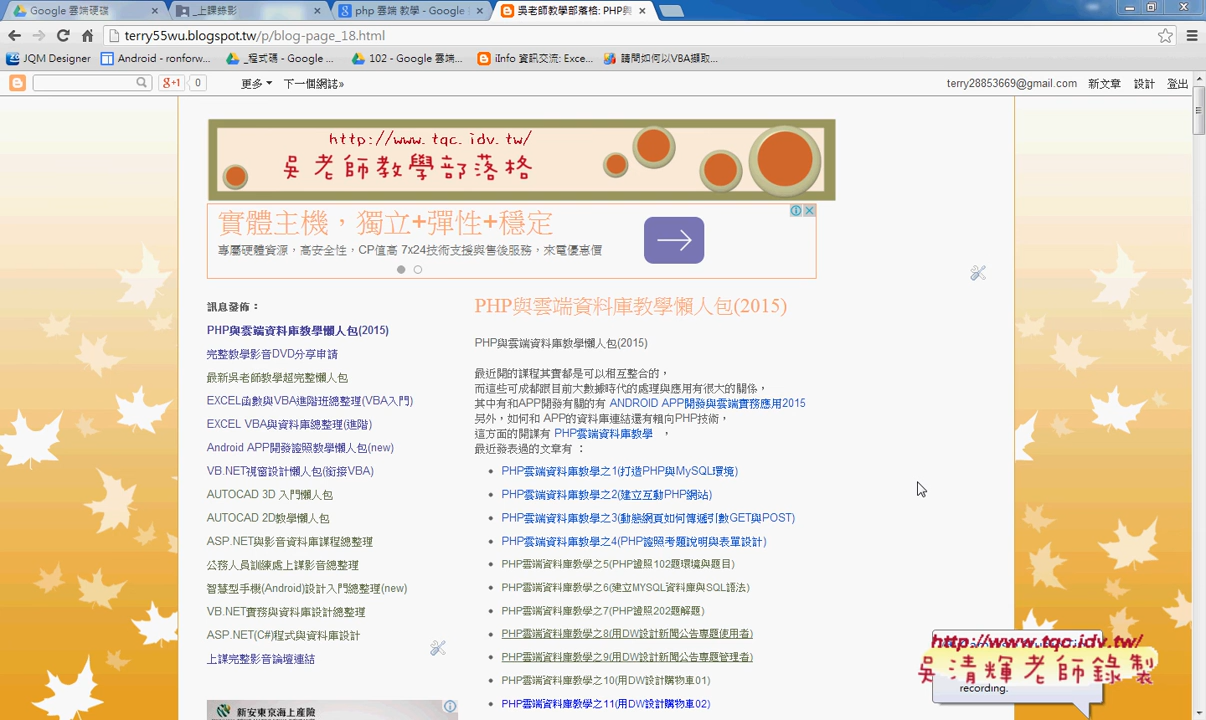 Google 雲端硬碟
_上課錄影
php 雲端 教學 - Google
吳老師教學部落格: PHP與
terry55wu.blogspot.tw/p/blog-page_18.html
JQM Designer
Android - ronforw...
_程式碼 - Google ...
102 - Google 雲端...
iInfo 資訊交流: Exce...
請問如何以VBA擷取...
g+1
0
更多
下一個網誌»
terry28853669@gmail.com
新文章
設計
登出
http://www.tqc.idv.tw/
吳老師教學部落格
實體主機，獨立+彈性+穩定
專屬硬體資源，高安全性，CP值高 7x24技術支援與售後服務，來電優惠價
訊息發佈：
PHP與雲端資料庫教學懶人包(2015)
完整教學影音DVD分享申請
最新吳老師教學超完整懶人包
EXCEL函數與VBA進階班總整理(VBA入門)
EXCEL VBA與資料庫總整理(進階)
Android APP開發證照教學懶人包(new)
VB.NET視窗設計懶人包(銜接VBA)
AUTOCAD 3D 入門懶人包
AUTOCAD 2D教學懶人包
ASP.NET與影音資料庫課程總整理
公務人員訓練處上課影音總整理
智慧型手機(Android)設計入門總整理(new)
VB.NET實務與資料庫設計總整理
ASP.NET(C#)程式與資料庫設計
上課完整影音論壇連結
新安東京海上產險
PHP與雲端資料庫教學懶人包(2015)
PHP與雲端資料庫教學懶人包(2015)
最近開的課程其實都是可以相互整合的，
而這些可成都跟目前大數據時代的處理與應用有很大的關係，
其中有和APP開發有關的有 ANDROID APP開發與雲端實務應用2015
另外，如何和 APP的資料庫連結還有賴向PHP技術，
這方面的開課有 PHP雲端資料庫教學 ，
最近發表過的文章有 ：
PHP雲端資料庫教學之1(打造PHP與MySQL環境)
PHP雲端資料庫教學之2(建立互動PHP網站)
PHP雲端資料庫教學之3(動態網頁如何傳遞引數GET與POST)
PHP雲端資料庫教學之4(PHP證照考題說明與表單設計)
PHP雲端資料庫教學之5(PHP證照102題環境與題目)
PHP雲端資料庫教學之6(建立MYSQL資料庫與SQL語法)
PHP雲端資料庫教學之7(PHP證照202題解題)
PHP雲端資料庫教學之8(用DW設計新聞公告專題使用者)
PHP雲端資料庫教學之9(用DW設計新聞公告專題管理者)
PHP雲端資料庫教學之10(用DW設計購物車01)
PHP雲端資料庫教學之11(用DW設計購物車02)
http://www.tqc.idv.tw/
吳清輝老師錄製
recording.